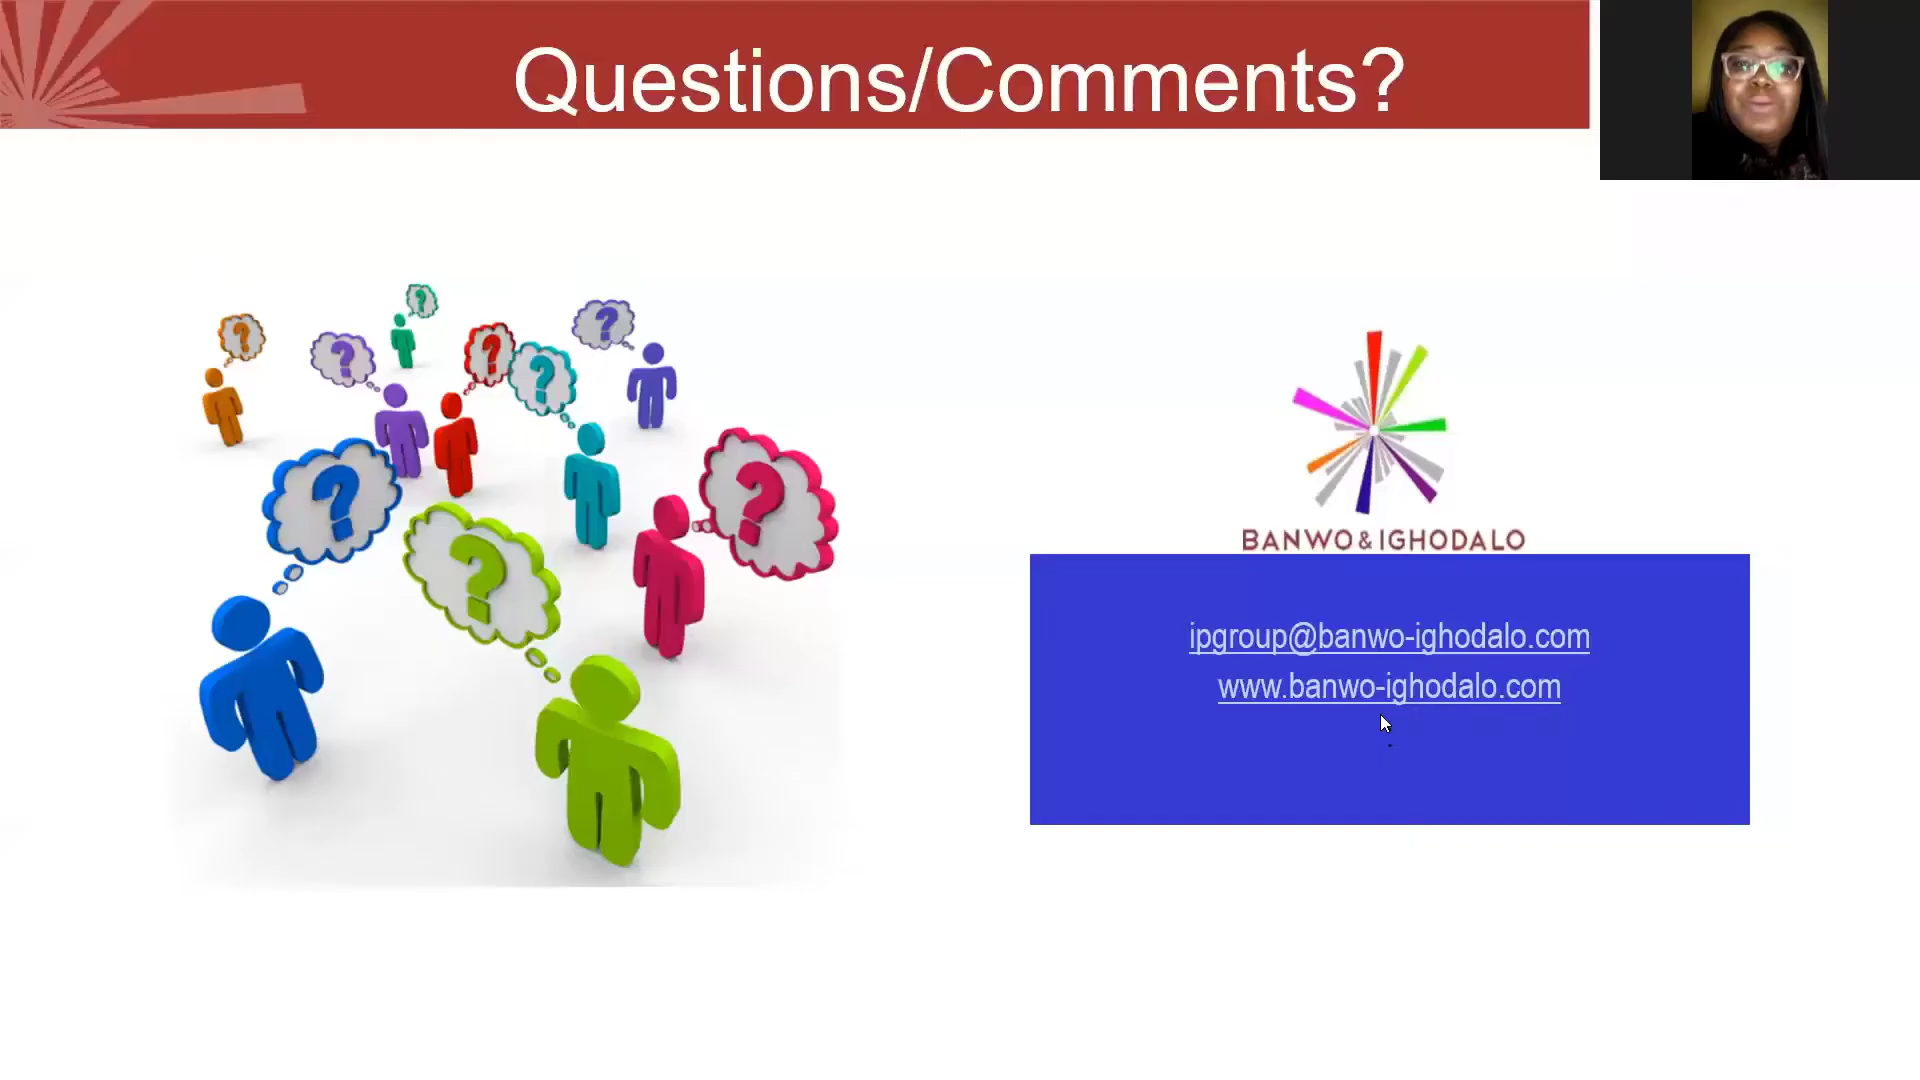 Questions/Comments?
?
?
?
?
?
?
?
?
?
BANWO & IGHODALO
ipgroup@banwo-ighodalo.com
www.banwo-ighodalo.com
.